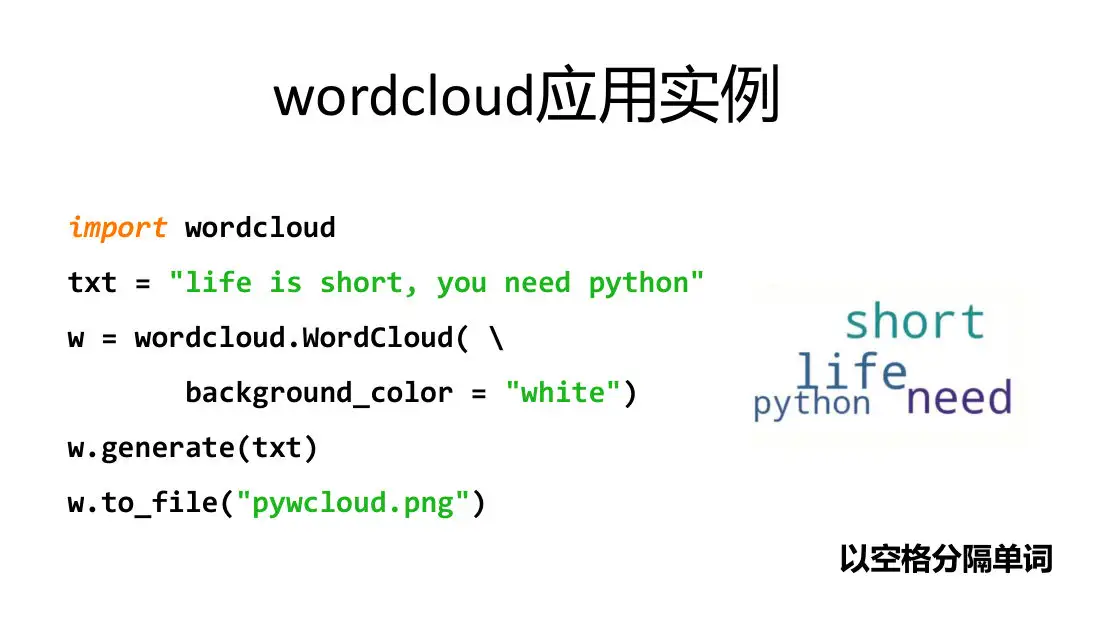 wordcloud应用实例
import wordcloud
txt = "life is short, you need python"
w = wordcloud.WordCloud( \
background_color = "white")
w.generate(txt)
w.to_file("pywcloud.png")
short
life
python need
以空格分隔单词